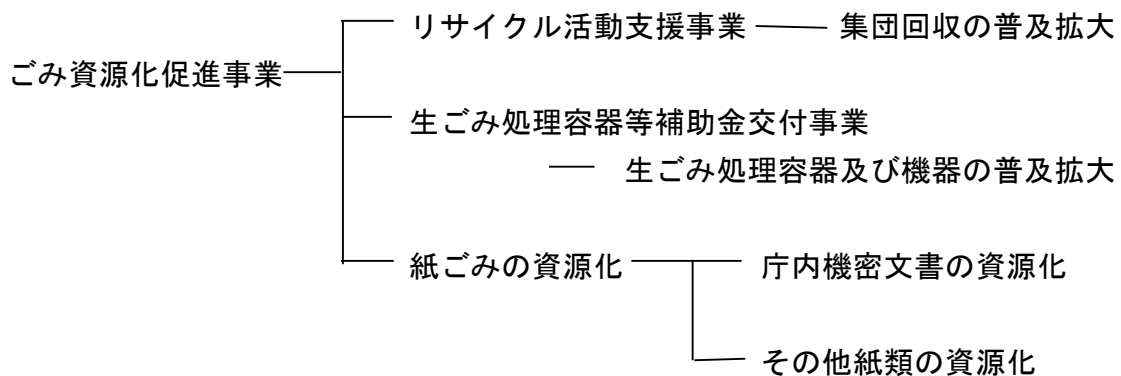 リサイクル活動支援事業 集団回収の普及拡大
ごみ資源化促進事業
生ごみ処理容器等補助金交付事業
生ごみ処理容器及び機器の普及拡大
紙ごみの資源化 庁内機密文書の資源化
その他紙類の資源化